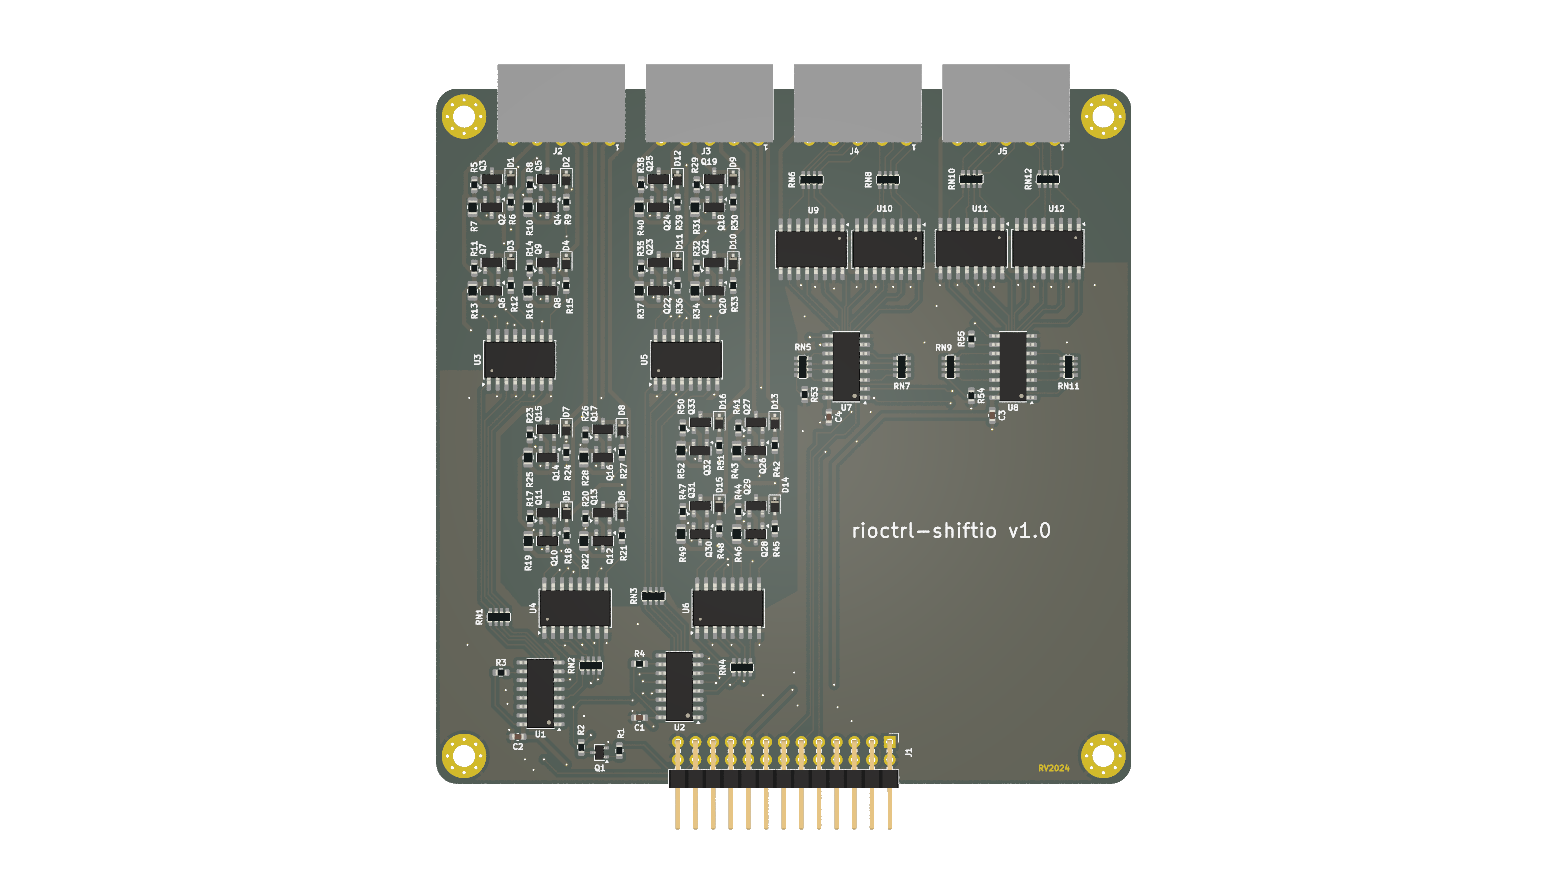 J2 J3 J4 J5
1 1 1 1
R5 Q3 D1 R8 Q5 D2 R38 Q25 D12 R29 Q19 D9 RN6 RN8 RN10 RN12
R7 Q2 R6 R10 Q4 R9 R40 Q24 R39 R31 Q18 R30 U9 U10 U11 U12
R11 Q7 D3 R14 Q9 D4 R35 Q23 D11 R32 Q21 D10
R13 Q6 R12 R16 Q8 R15 R37 Q22 R36 R34 Q20 R33
U3 U5 RN5 RN7 RN9 R55 RN11
R53 U7 C4 R54 U8 C3
R23 Q15 D7 R26 Q17 D8 R50 Q33 D16 R41 Q27 D13
R25 Q14 R24 R28 Q16 R27 R52 Q32 R51 R43 Q26 R42
R17 Q11 D5 R20 Q13 D6 R47 Q31 D15 R44 Q29 D14
rioctrl-shiftio v1.0
R19 Q10 R18 R22 Q12 R21 R49 Q30 R48 R46 Q28 R45
RN1 U4 RN3 U6
R3 RN2 R4 RN4
U1 C2 R2 Q1 R1 C1 U2
J1
RV2024